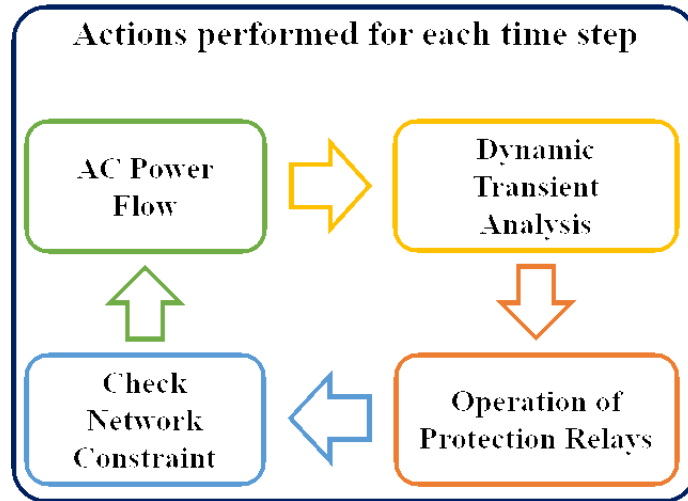 Actions performed for each time step
AC Power
Flow
Dynamic
Transient
Analysis
Check
Network
Constraint
Operation of
Protection Relays